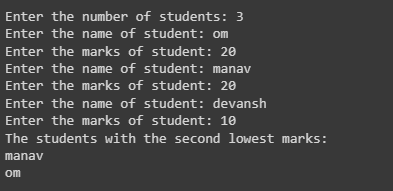 Enter the number of students: 3
Enter the name of student: om
Enter the marks of student: 20
Enter the name of student: manav
Enter the marks of student: 20
Enter the name of student: devansh
Enter the marks of student: 10
The students with the second lowest marks:
manav
om